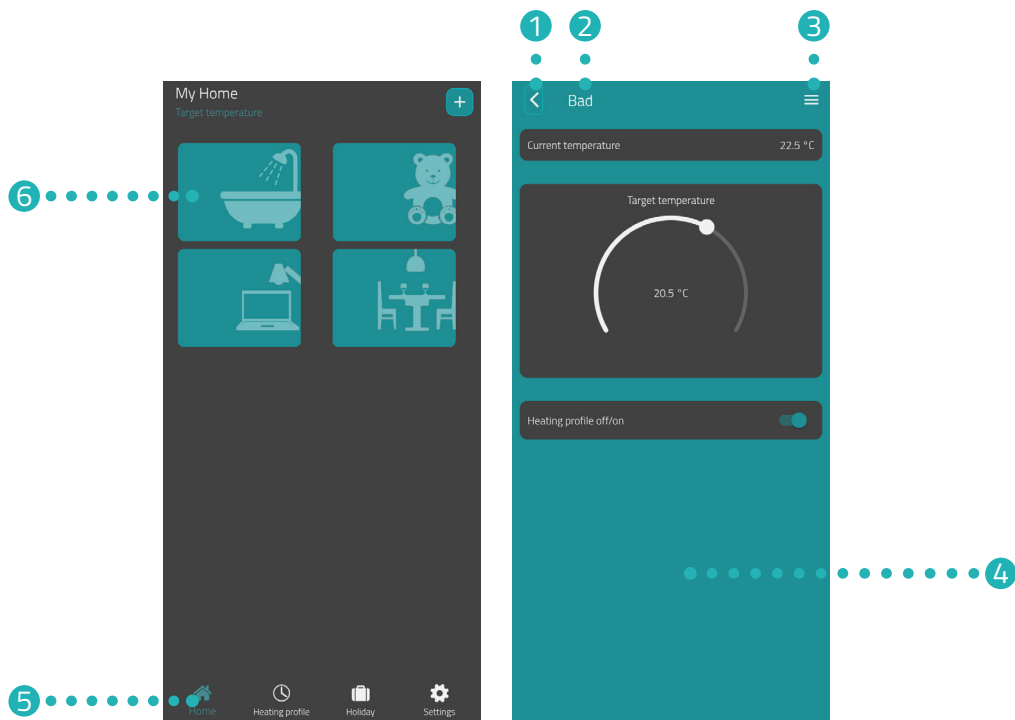 1 2 3
My Home
Target temperature
+
Bad
Current temperature 22.5 °C
Target temperature
20.5 °C
Heating profile off/on
6
4
5
Home Heating profile Holiday Settings